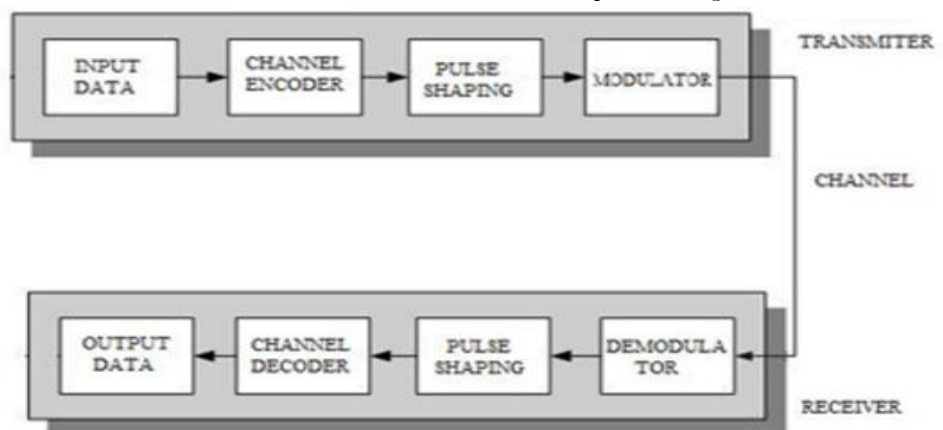 TRANSMITER
INPUT
DATA
CHANNEL
ENCODER
PULSE
SHAPING
MODULATOR
CHANNEL
OUTPUT
DATA
CHANNEL
DECODER
PULSE
SHAPING
DEMODULA
TOR
RECEIVER